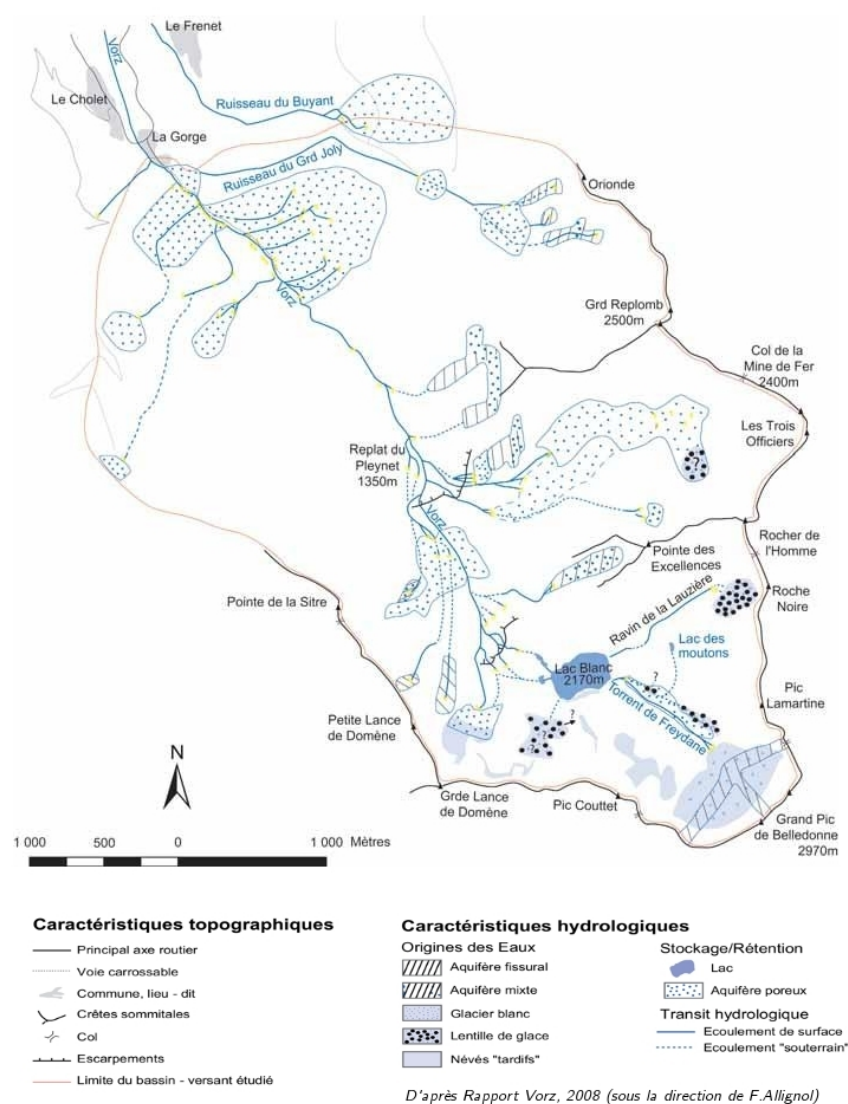 Le Frenet
Vorz
Le Cholet
Ruisseau du Buyant
La Gorge
Ruisseau du Grd Joly
Orionde
Vorz
Grd Replomb
2500m
Col de la
Mine de Fer
2400m
Les Trois
Officiers
Replat du
Pleynet
1350m
?
Vorz
Rocher de
l'Homme
Pointe des
Excellences
Pointe de la Sitre
Ravin de la Lauzière
Roche
Noire
Lac des
moutons
Lac Blanc
2170m
?
Pic
Lamartine
Torrent de Freydane
Petite Lance
de Domène
?
?
?
N
Grde Lance
de Domène
Pic Couttet
Grand Pic
de Belledonne
2970m
1 000 500 0 1 000 Mètres
Caractéristiques topographiques
Principal axe routier
Voie carrossable
Commune, lieu - dit
Crêtes sommitales
Col
Escarpements
Limite du bassin - versant étudié
Caractéristiques hydrologiques
Origines des Eaux
Aquifère fissural
Aquifère mixte
Glacier blanc
Lentille de glace
Névés "tardifs"
Stockage/Rétention
Lac
Aquifère poreux
Transit hydrologique
Ecoulement de surface
Ecoulement "souterrain"
D'après Rapport Vorz, 2008 (sous la direction de F.Allignol)